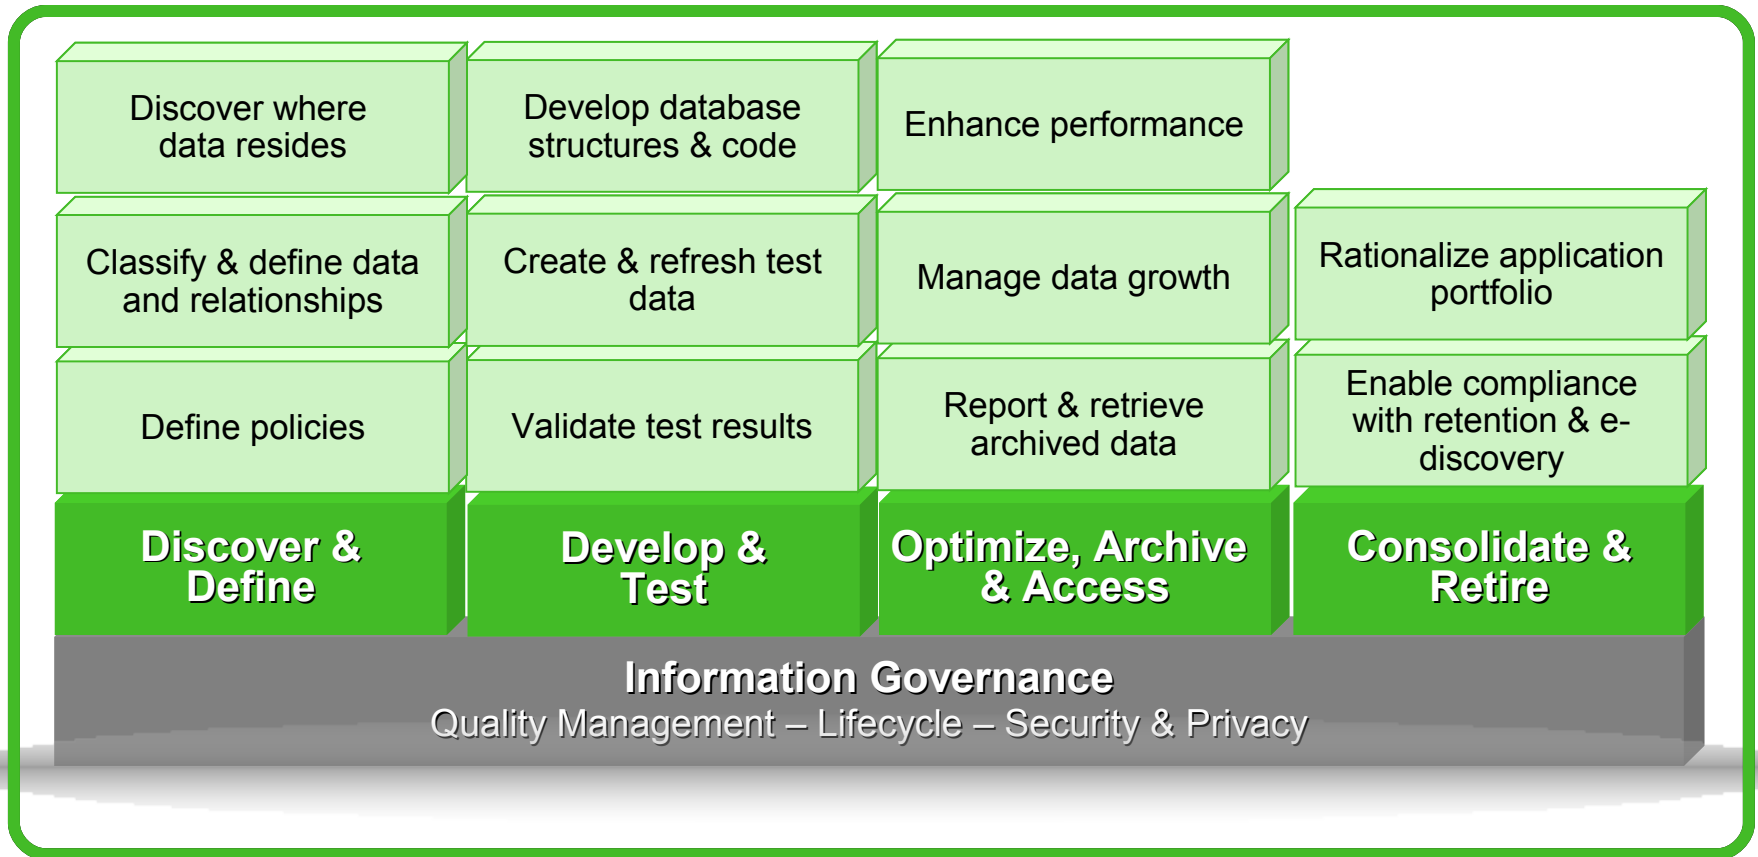 Discover where
data resides
Develop database
structures & code
Enhance performance
Classify & define data
and relationships
Create & refresh test
data
Manage data growth
Rationalize application
portfolio
Define policies
Validate test results
Report & retrieve
archived data
Enable compliance
with retention & e-
discovery
Discover &
Define
Develop &
Test
Optimize, Archive
& Access
Consolidate &
Retire
Information Governance
Quality Management – Lifecycle – Security & Privacy